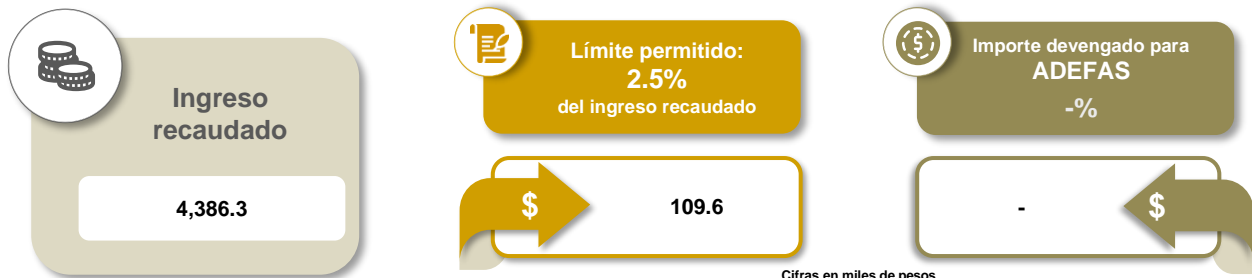 Ingreso
recaudado
4,386.3
Límite permitido:
2.5%
del ingreso recaudado
$
109.6
Importe devengado para
ADEFAS
-%
-
$
Cifras en miles de pesos